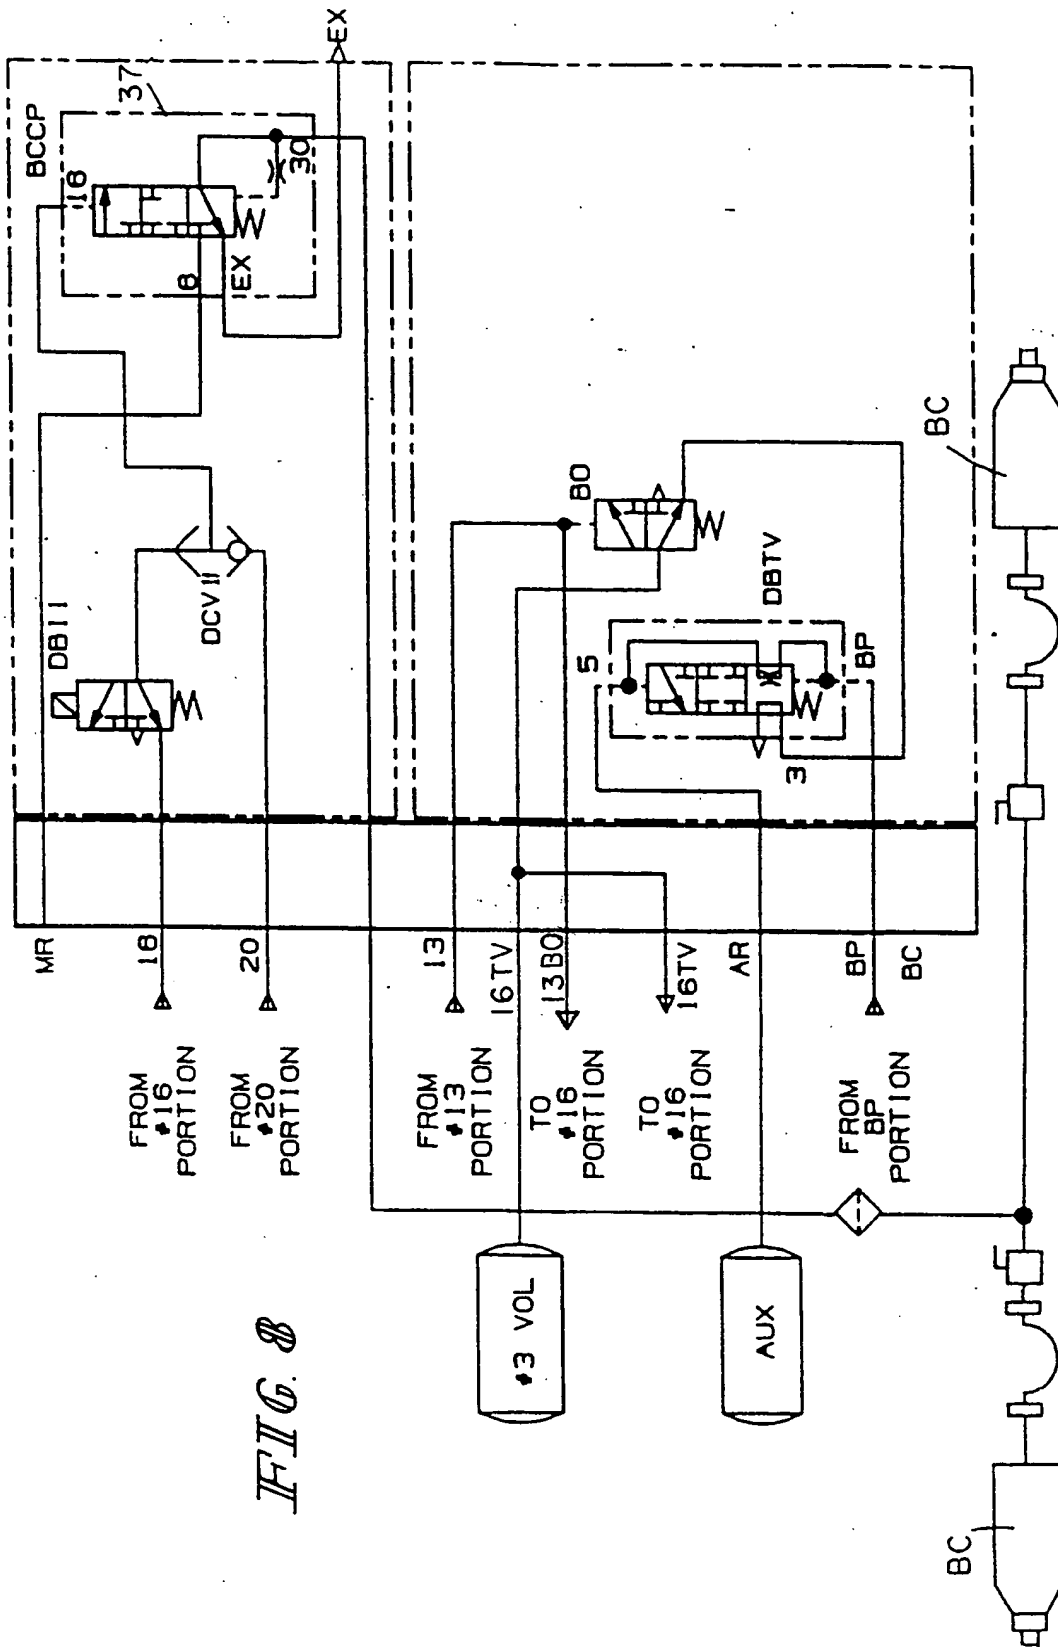 FIG. 8
BCCP
37
EX
16
30
6
EX
DB11
DCV11
BO
DBTV
5
3
BP
BC
MR
18
20
13
16TV
13BO
16TV
AR
BP
BC
FROM
#16
PORTION
FROM
#20
PORTION
FROM
#13
PORTION
TO
#16
PORTION
TO
#16
PORTION
FROM
BP
PORTION
#3 VOL
AUX
BC